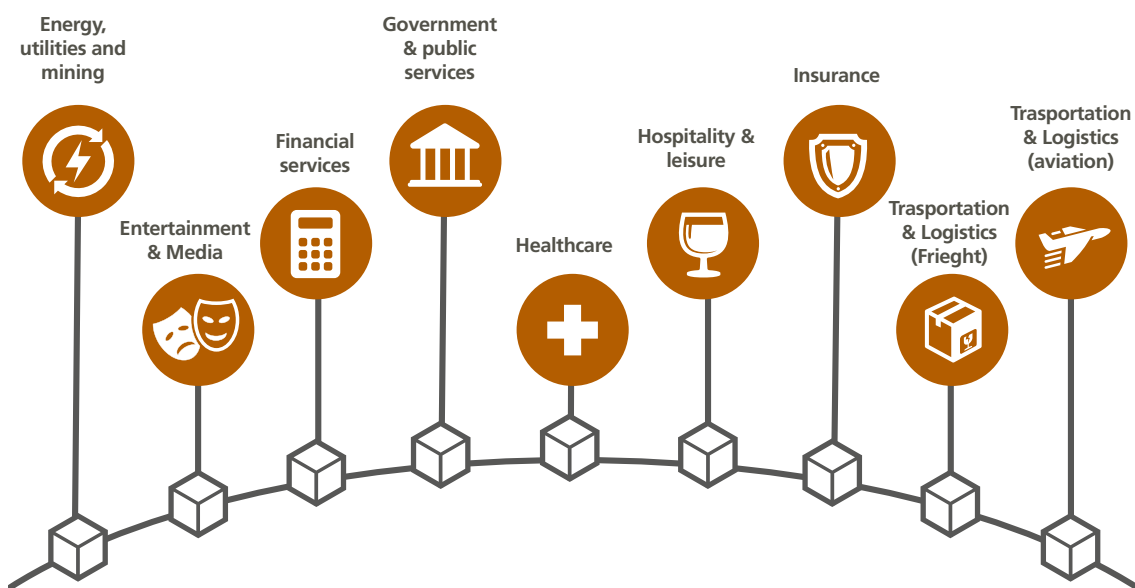 Energy,
utilities and
mining
Entertainment
& Media
Financial
services
Government
& public
services
Healthcare
Hospitality &
leisure
Insurance
Trasportation
& Logistics
(Frieght)
Trasportation
& Logistics
(aviation)